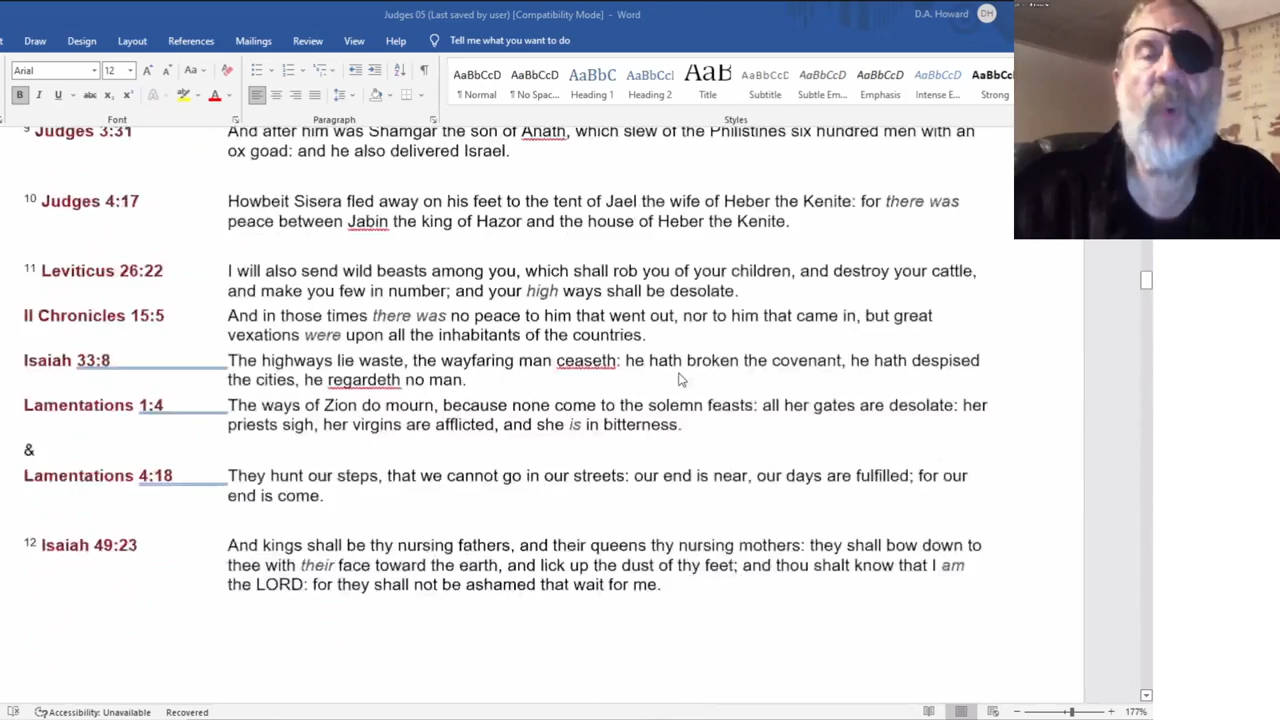 Judges 05 (Last saved by user) [Compatibility Mode] - Word
D.A. Howard DH
Draw Design Layout References Mailings Review View Help Tell me what you want to do
Arial 12 Aa
B I U abc x₂ x² A A
AaBbCcD AaBbCcD AaBbC AaBbCcl AaB AaBbCcD AaBbCcD AaBbCcD AaBbCcD AaBbCc
¶ Normal ¶ No Spac... Heading 1 Heading 2 Title Subtitle Subtle Em... Emphasis Intense E... Strong
Font Paragraph Styles
9 Judges 3:31 And after him was Shamgar the son of Anath, which slew of the Philistines six hundred men with an
ox goad: and he also delivered Israel.
10 Judges 4:17 Howbeit Sisera fled away on his feet to the tent of Jael the wife of Heber the Kenite: for there was
peace between Jabin the king of Hazor and the house of Heber the Kenite.
11 Leviticus 26:22 I will also send wild beasts among you, which shall rob you of your children, and destroy your cattle,
and make you few in number; and your high ways shall be desolate.
II Chronicles 15:5 And in those times there was no peace to him that went out, nor to him that came in, but great
vexations were upon all the inhabitants of the countries.
Isaiah 33:8 The highways lie waste, the wayfaring man ceaseth: he hath broken the covenant, he hath despised
the cities, he regardeth no man.
Lamentations 1:4 The ways of Zion do mourn, because none come to the solemn feasts: all her gates are desolate: her
priests sigh, her virgins are afflicted, and she is in bitterness.
&
Lamentations 4:18 They hunt our steps, that we cannot go in our streets: our end is near, our days are fulfilled; for our
end is come.
12 Isaiah 49:23 And kings shall be thy nursing fathers, and their queens thy nursing mothers: they shall bow down to
thee with their face toward the earth, and lick up the dust of thy feet; and thou shalt know that I am
the LORD: for they shall not be ashamed that wait for me.
Accessibility: Unavailable Recovered 177%